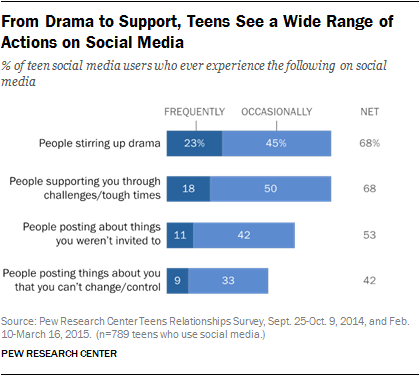 From Drama to Support, Teens See a Wide Range of
Actions on Social Media
% of teen social media users who ever experience the following on social
media
FREQUENTLY OCCASIONALLY NET
People stirring up drama 23% 45% 68%
People supporting you through
challenges/tough times 18 50 68
People posting about things
you weren't invited to 11 42 53
People posting things about you
that you can't change/control 9 33 42
Source: Pew Research Center Teens Relationships Survey, Sept. 25-Oct. 9, 2014, and Feb.
10-March 16, 2015. (n=789 teens who use social media.)
PEW RESEARCH CENTER